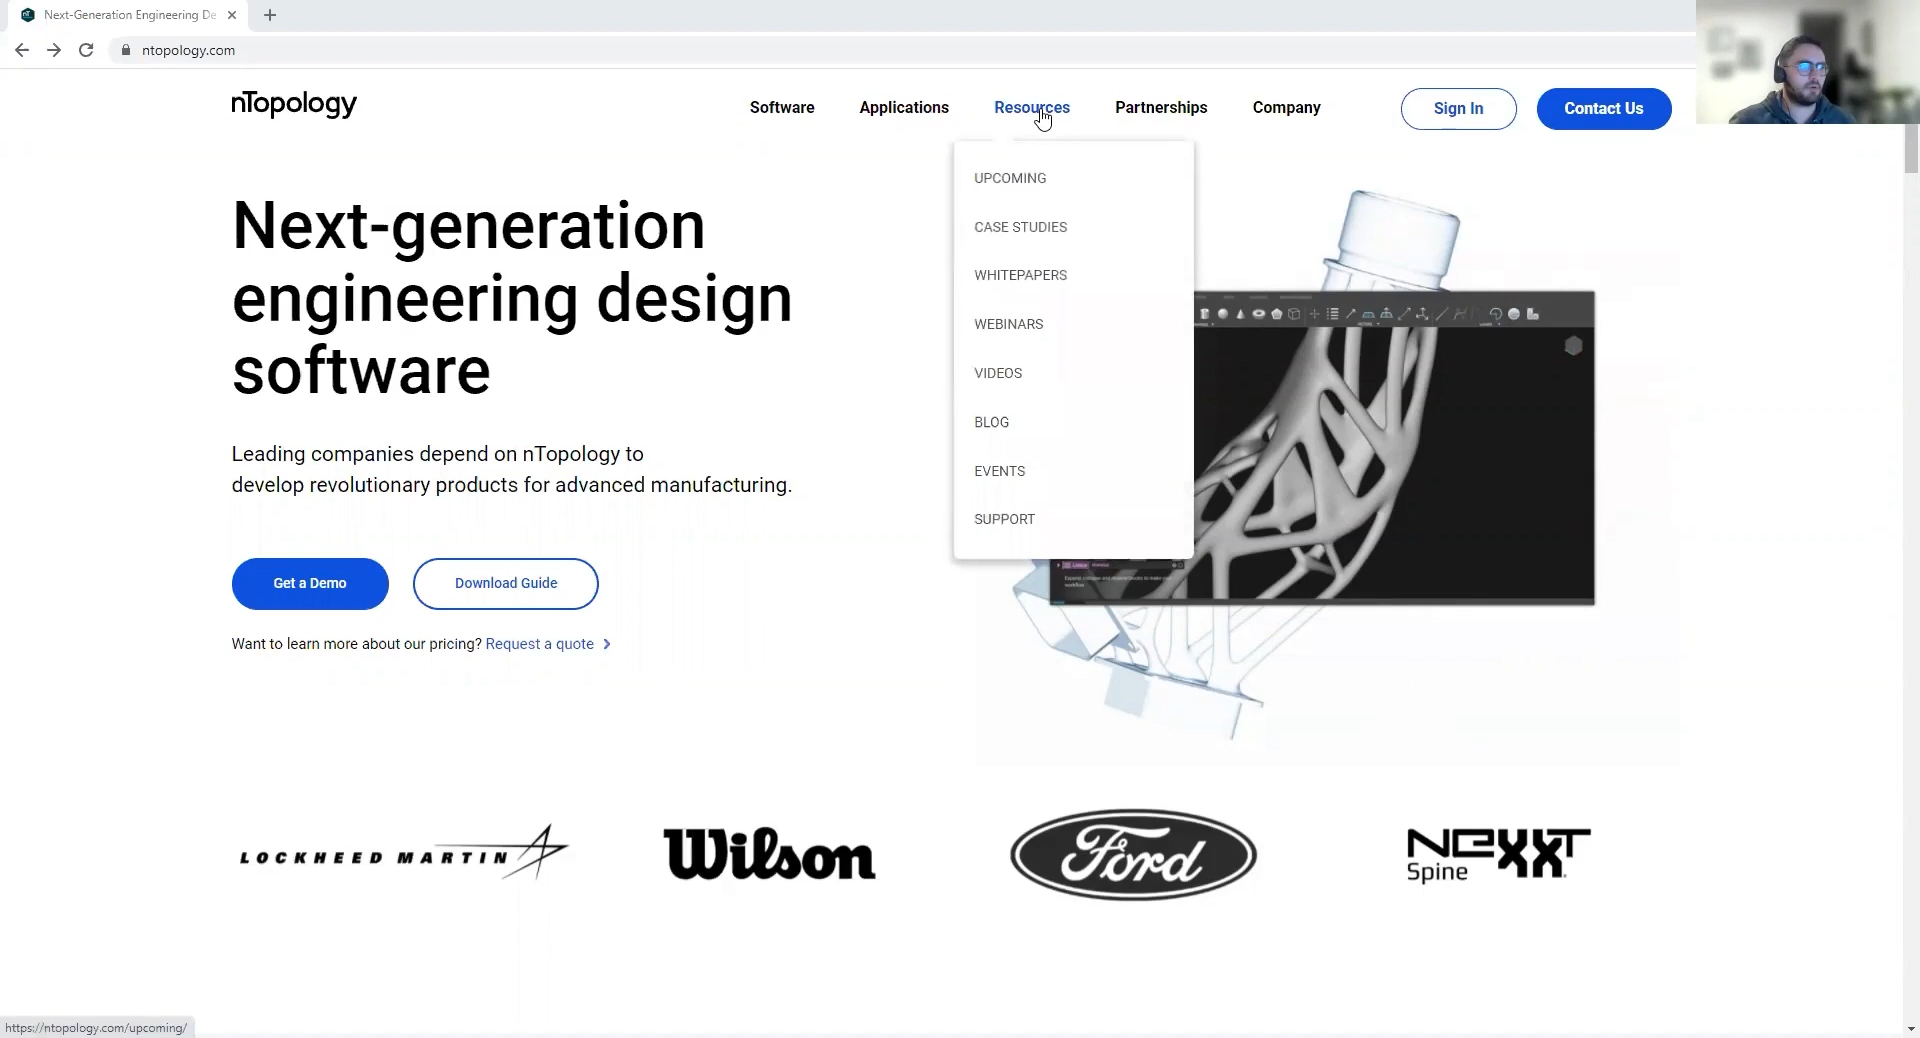 Next-Generation Engineering De
ntopology.com
nTopology
Software Applications Resources Partnerships Company Sign In Contact Us
UPCOMING
CASE STUDIES
WHITEPAPERS
WEBINARS
VIDEOS
BLOG
EVENTS
SUPPORT
Next-generation
engineering design
software
Leading companies depend on nTopology to
develop revolutionary products for advanced manufacturing.
Get a Demo Download Guide
Want to learn more about our pricing? Request a quote
LOCKHEED MARTIN Wilson Ford NEXXT Spine
https://ntopology.com/upcoming/